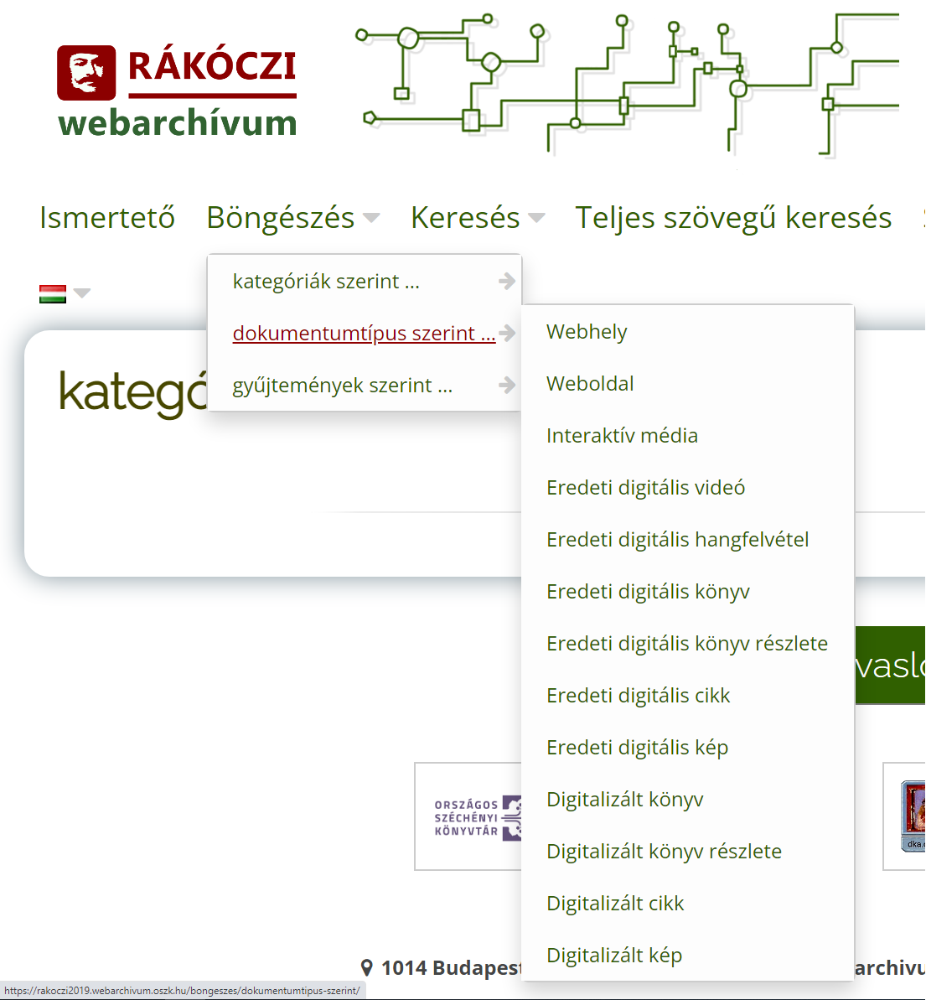 RÁKÓCZI
webarchívum
Ismertető Böngészés Keresés Teljes szövegű keresés
kategóriák szerint ...
dokumentumtípus szerint ...
gyűjtemények szerint ...
Webhely
Weboldal
Interaktív média
Eredeti digitális videó
Eredeti digitális hangfelvétel
Eredeti digitális könyv
Eredeti digitális könyv részlete
Eredeti digitális cikk
Eredeti digitális kép
Digitalizált könyv
Digitalizált könyv részlete
Digitalizált cikk
Digitalizált kép
kategó
ORSZÁGOS
SZÉCHÉNYI
KÖNYVTÁR
1014 Budapest
https://rakoczi2019.webarchivum.oszk.hu/bongeszes/dokumentumtipus-szerint/